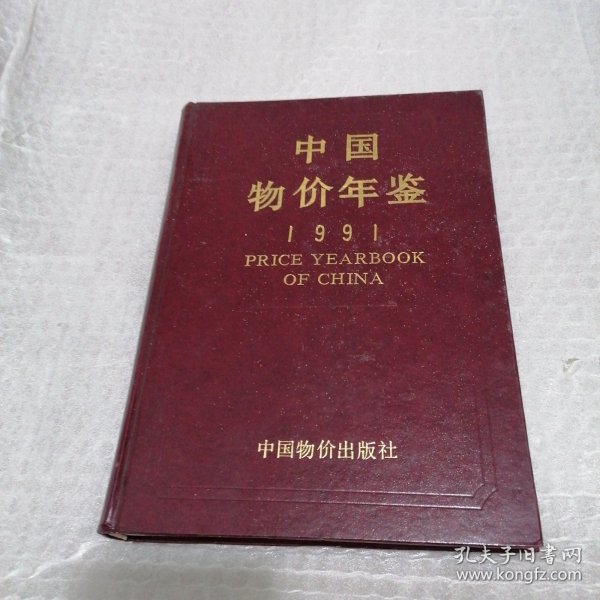 中国
物价年鉴
1991
PRICE YEARBOOK
OF CHINA
中国物价出版社
孔夫子旧书网
www.kongfz.com